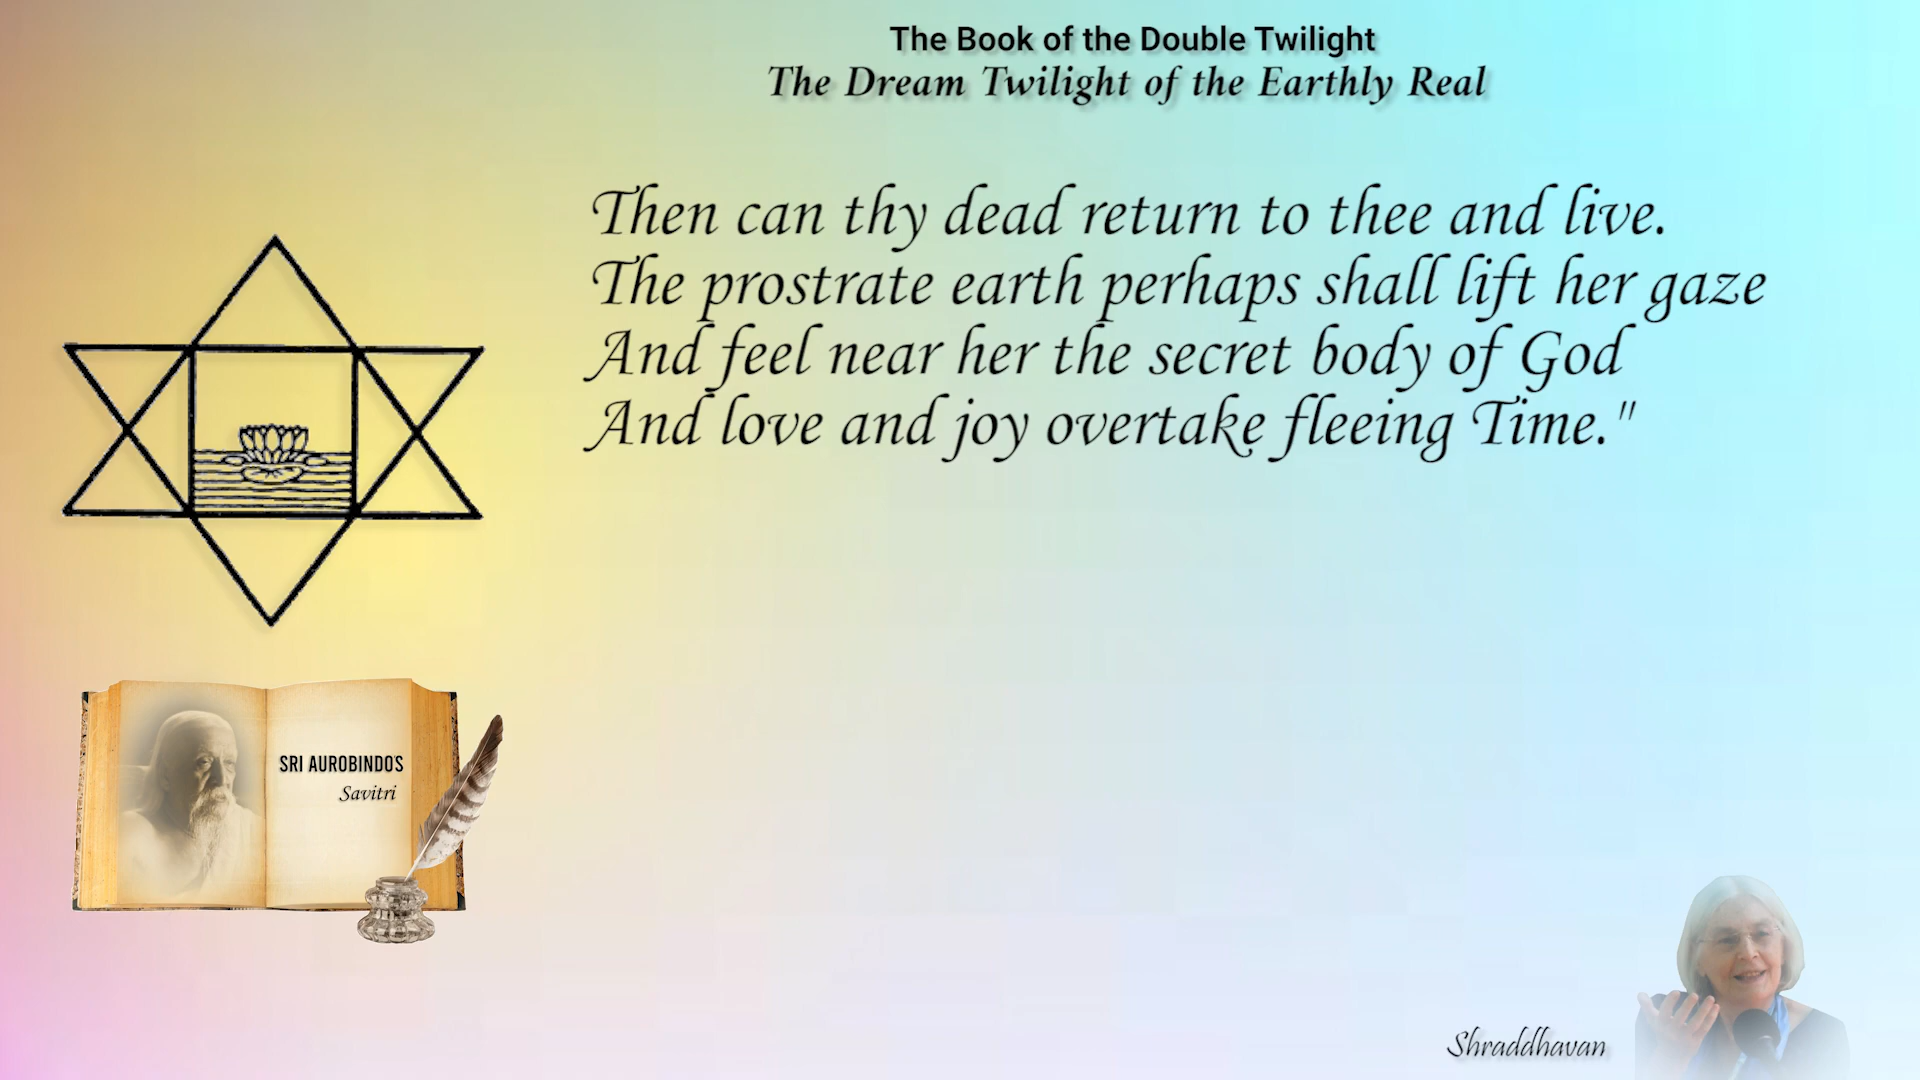 The Book of the Double Twilight
The Dream Twilight of the Earthly Real
Then can thy dead return to thee and live.
The prostrate earth perhaps shall lift her gaze
And feel near her the secret body of God
And love and joy overtake fleeing Time."
SRI AUROBINDO'S
Savitri
Shraddhavan